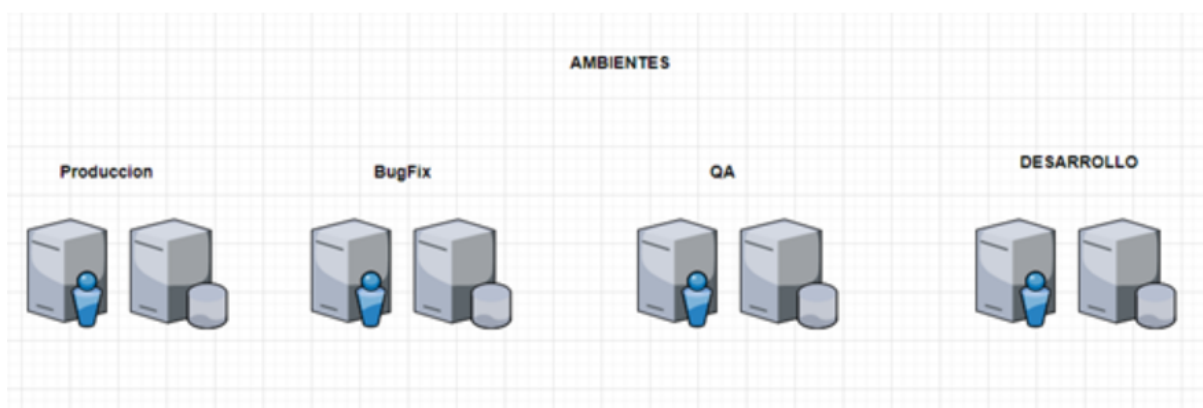 AMBIENTES
Produccion
BugFix
QA
DESARROLLO